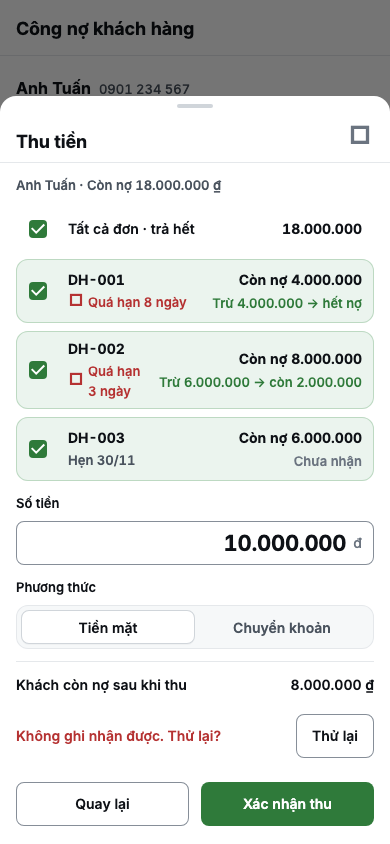 Công nợ khách hàng
Anh Tuấn 0901 234 567
Thu tiền
Anh Tuấn · Còn nợ 18.000.000 ₫
Tất cả đơn · trả hết 18.000.000
DH-001 Còn nợ 4.000.000
Quá hạn 8 ngày Trừ 4.000.000 → hết nợ
DH-002 Còn nợ 8.000.000
Quá hạn
3 ngày
Trừ 6.000.000 → còn 2.000.000
DH-003 Còn nợ 6.000.000
Hẹn 30/11 Chưa nhận
Số tiền
10.000.000 đ
Phương thức
Tiền mặt Chuyển khoản
Khách còn nợ sau khi thu 8.000.000 ₫
Không ghi nhận được. Thử lại? Thử lại
Quay lại Xác nhận thu